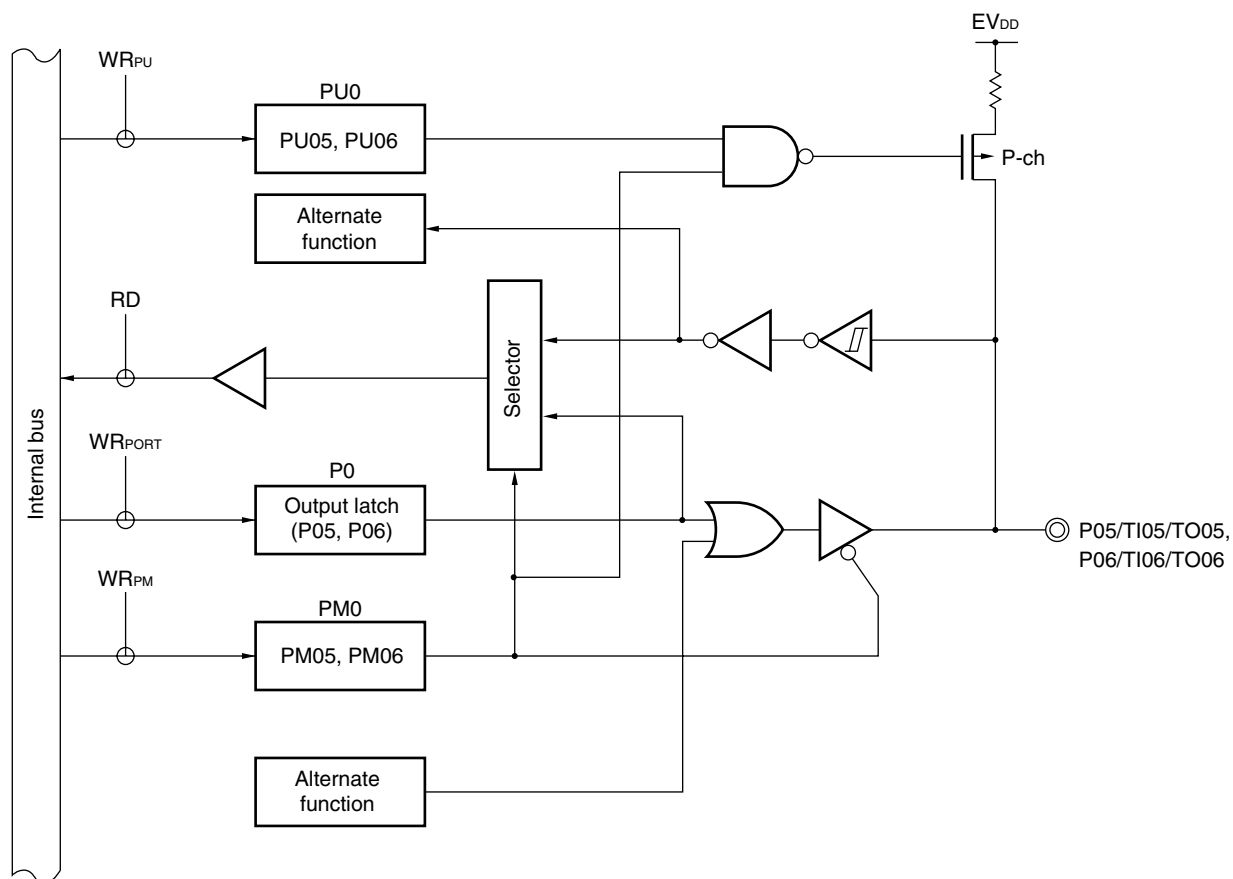 EVDD
WRPU
PU0
PU05, PU06
P-ch
Alternate
function
RD
Selector
Internal bus
WRPORT
P0
Output latch
(P05, P06)
P05/TI05/TO05,
P06/TI06/TO06
WRPM
PM0
PM05, PM06
Alternate
function